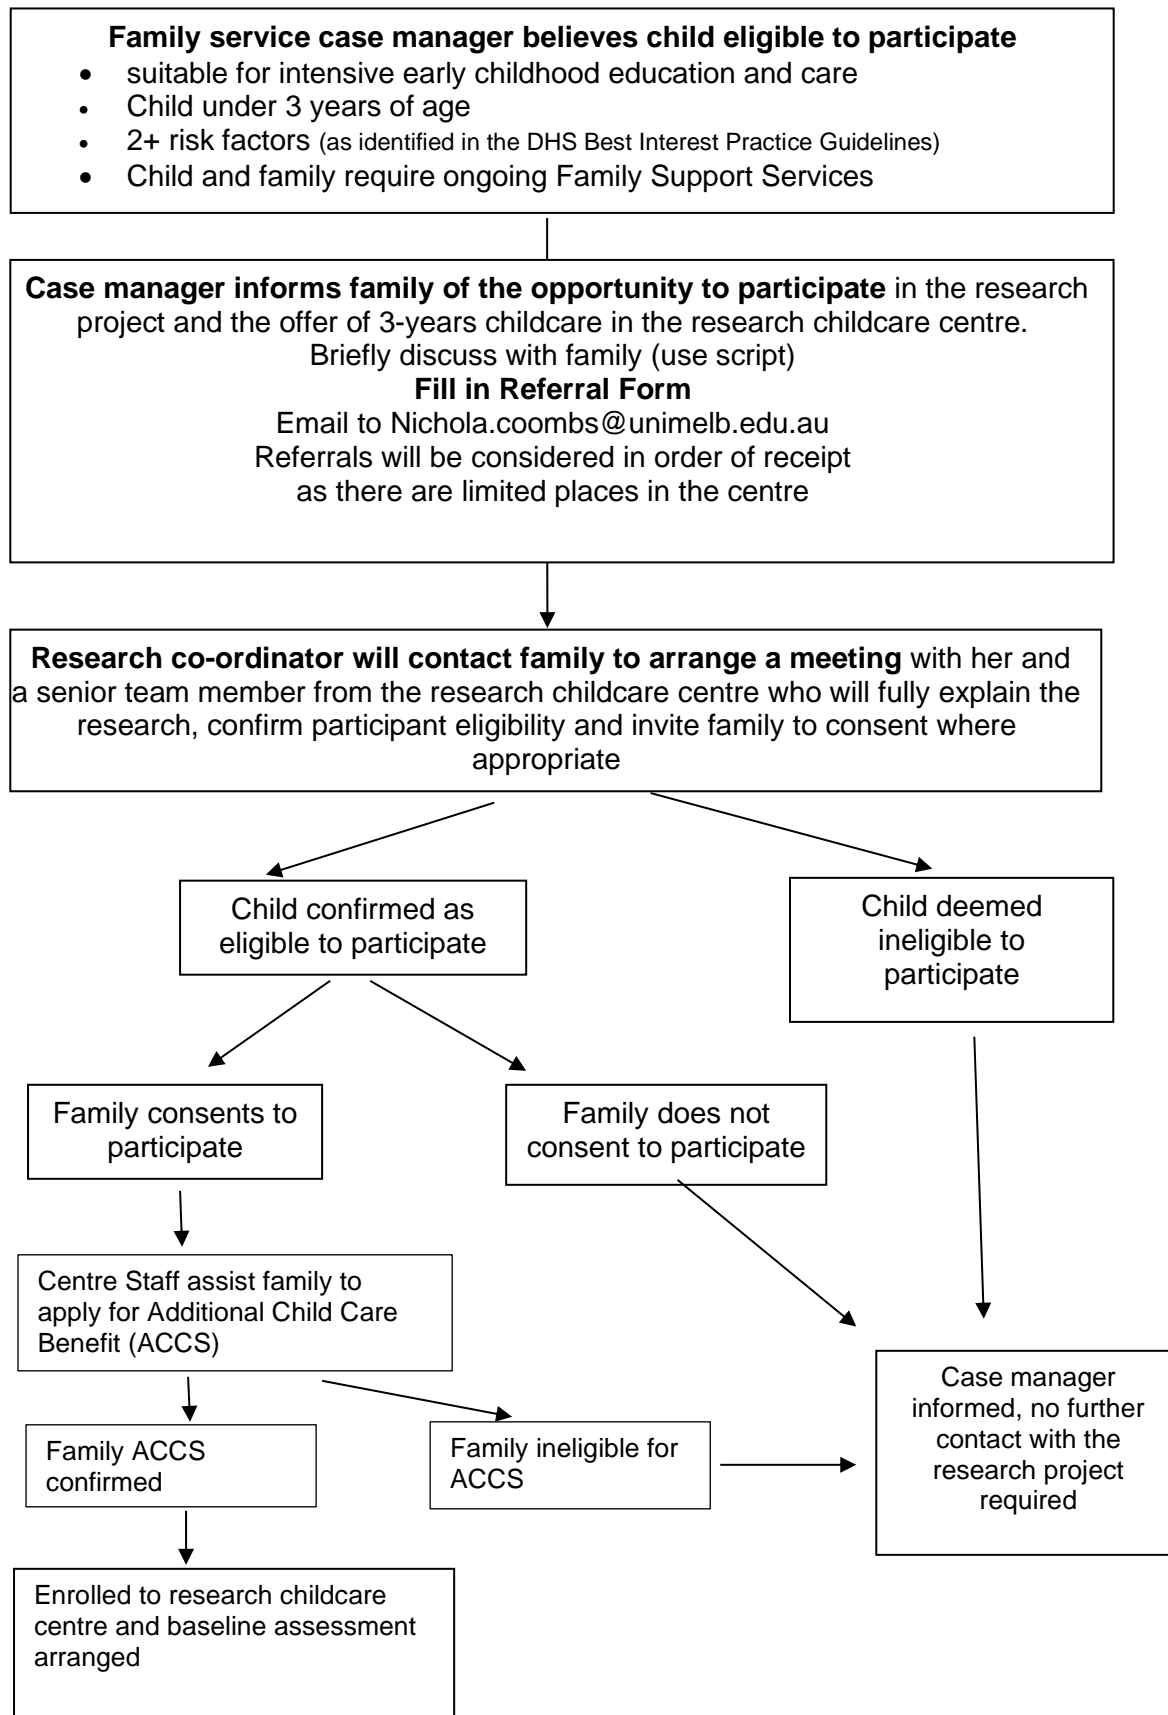 Family service case manager believes child eligible to participate
• suitable for intensive early childhood education and care
• Child under 3 years of age
• 2+ risk factors (as identified in the DHS Best Interest Practice Guidelines)
• Child and family require ongoing Family Support Services
Case manager informs family of the opportunity to participate in the research
project and the offer of 3-years childcare in the research childcare centre.
Briefly discuss with family (use script)
Fill in Referral Form
Email to Nichola.coombs@unimelb.edu.au
Referrals will be considered in order of receipt
as there are limited places in the centre
Research co-ordinator will contact family to arrange a meeting with her and
a senior team member from the research childcare centre who will fully explain the
research, confirm participant eligibility and invite family to consent where
appropriate
Child confirmed as
eligible to participate
Child deemed
ineligible to
participate
Family consents to
participate
Family does not
consent to participate
Centre Staff assist family to
apply for Additional Child Care
Benefit (ACCS)
Family ACCS
confirmed
Family ineligible for
ACCS
Case manager
informed, no further
contact with the
research project
required
Enrolled to research childcare
centre and baseline assessment
arranged